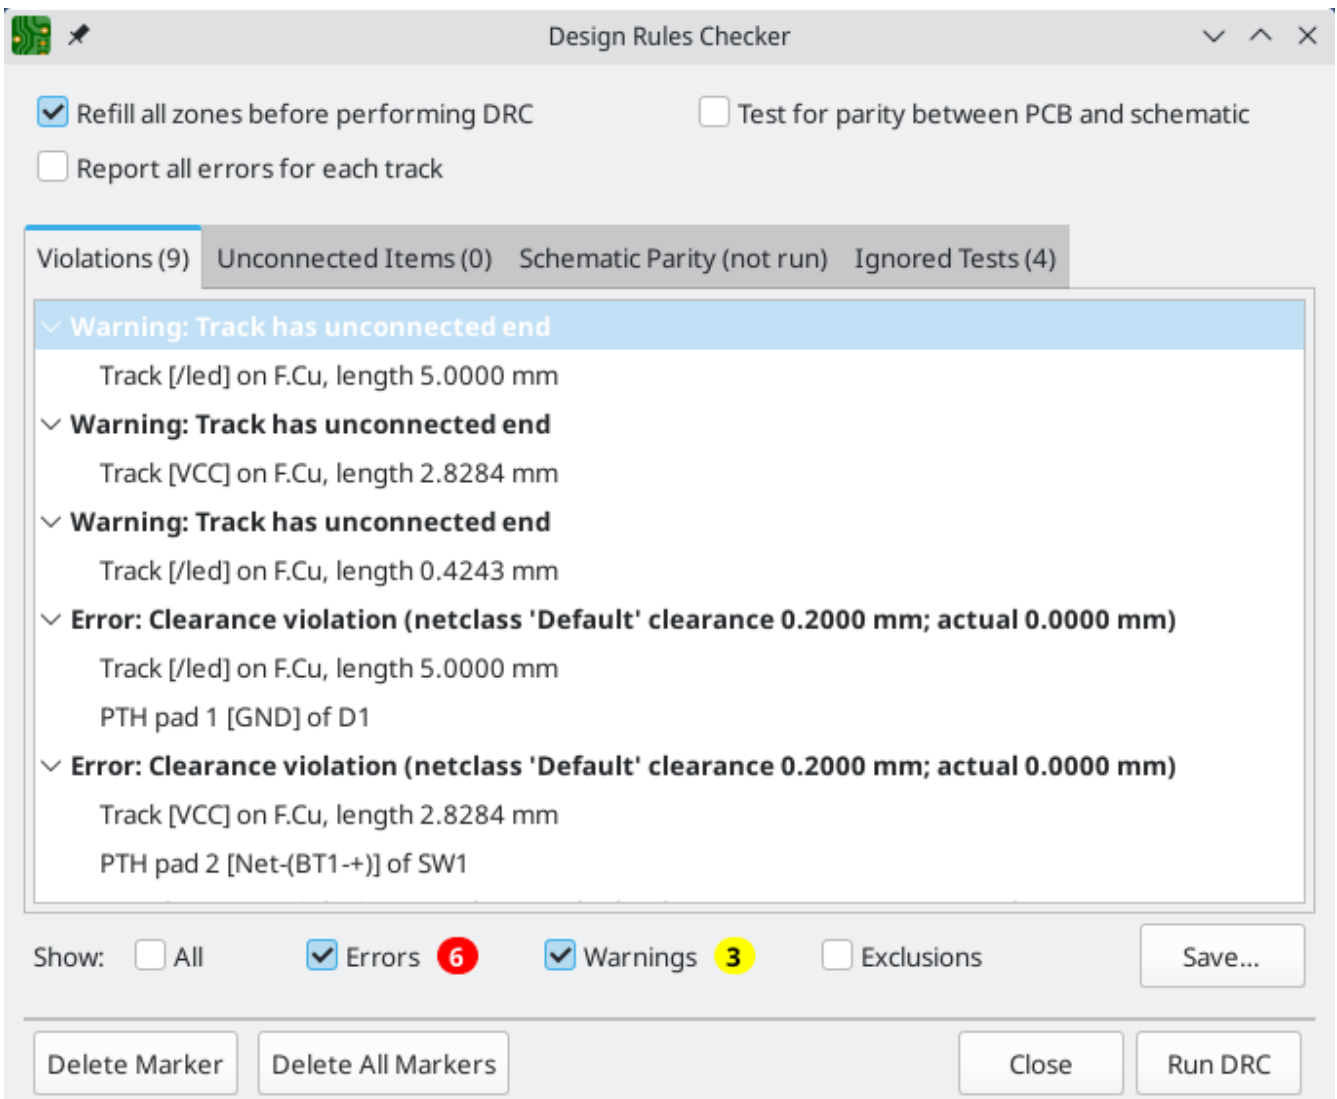 Design Rules Checker
Refill all zones before performing DRC
Test for parity between PCB and schematic
Report all errors for each track
Violations (9) Unconnected Items (0) Schematic Parity (not run) Ignored Tests (4)
Warning: Track has unconnected end
Track [/led] on F.Cu, length 5.0000 mm
Warning: Track has unconnected end
Track [VCC] on F.Cu, length 2.8284 mm
Warning: Track has unconnected end
Track [/led] on F.Cu, length 0.4243 mm
Error: Clearance violation (netclass 'Default' clearance 0.2000 mm; actual 0.0000 mm)
Track [/led] on F.Cu, length 5.0000 mm
PTH pad 1 [GND] of D1
Error: Clearance violation (netclass 'Default' clearance 0.2000 mm; actual 0.0000 mm)
Track [VCC] on F.Cu, length 2.8284 mm
PTH pad 2 [Net-(BT1-+)] of SW1
Show: All Errors 6 Warnings 3 Exclusions Save...
Delete Marker Delete All Markers Close Run DRC